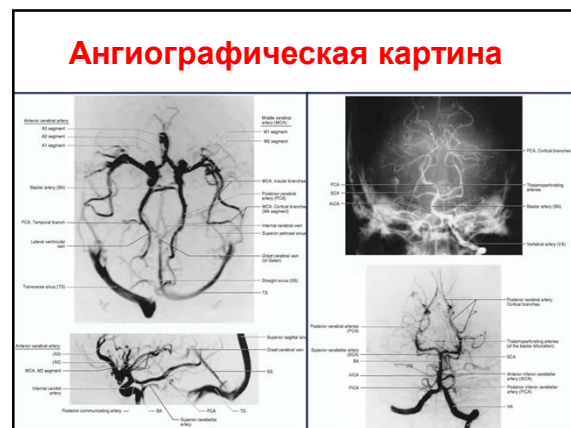 Ангиографическая картина
Anterior cerebral artery:
A3 segment
A2 segment
A1 segment
Basilar artery (BA)
PCA, Temporal branch
Lateral ventricular
vein
Transverse sinus (TS)
Middle cerebral
artery (MCA)
M1 segment
M2 segment
MCA, Insular branches
Posterior cerebral
artery (PCA)
MCA, Cortical branches
(M4 segment)
Internal cerebral vein
Superior petrosal sinus
Great cerebral vein
(of Galen)
Straight sinus (SS)
TS
PCA, Cortical branches
PCA
SCA
AICA
Thalamoperforating
arteries
Basilar artery (BA)
Vertebral artery (VA)
Anterior cerebral artery:
(A3)
(A2)
MCA, M2 segment
Internal carotid
artery
Posterior communicating artery
BA
Superior cerebellar
artery
PCA
TS
Superior sagittal sinus
Great cerebral vein
SS
Posterior cerebral arteries
(PCA)
Superior cerebellar artery
(SCA)
BA
AICA
PICA
Posterior cerebral artery,
Cortical branches
Thalamoperforating arteries
(of the basilar bifurcation)
SCA
Anterior inferior cerebellar
artery (AICA)
Posterior inferior cerebellar
artery (PICA)
VA